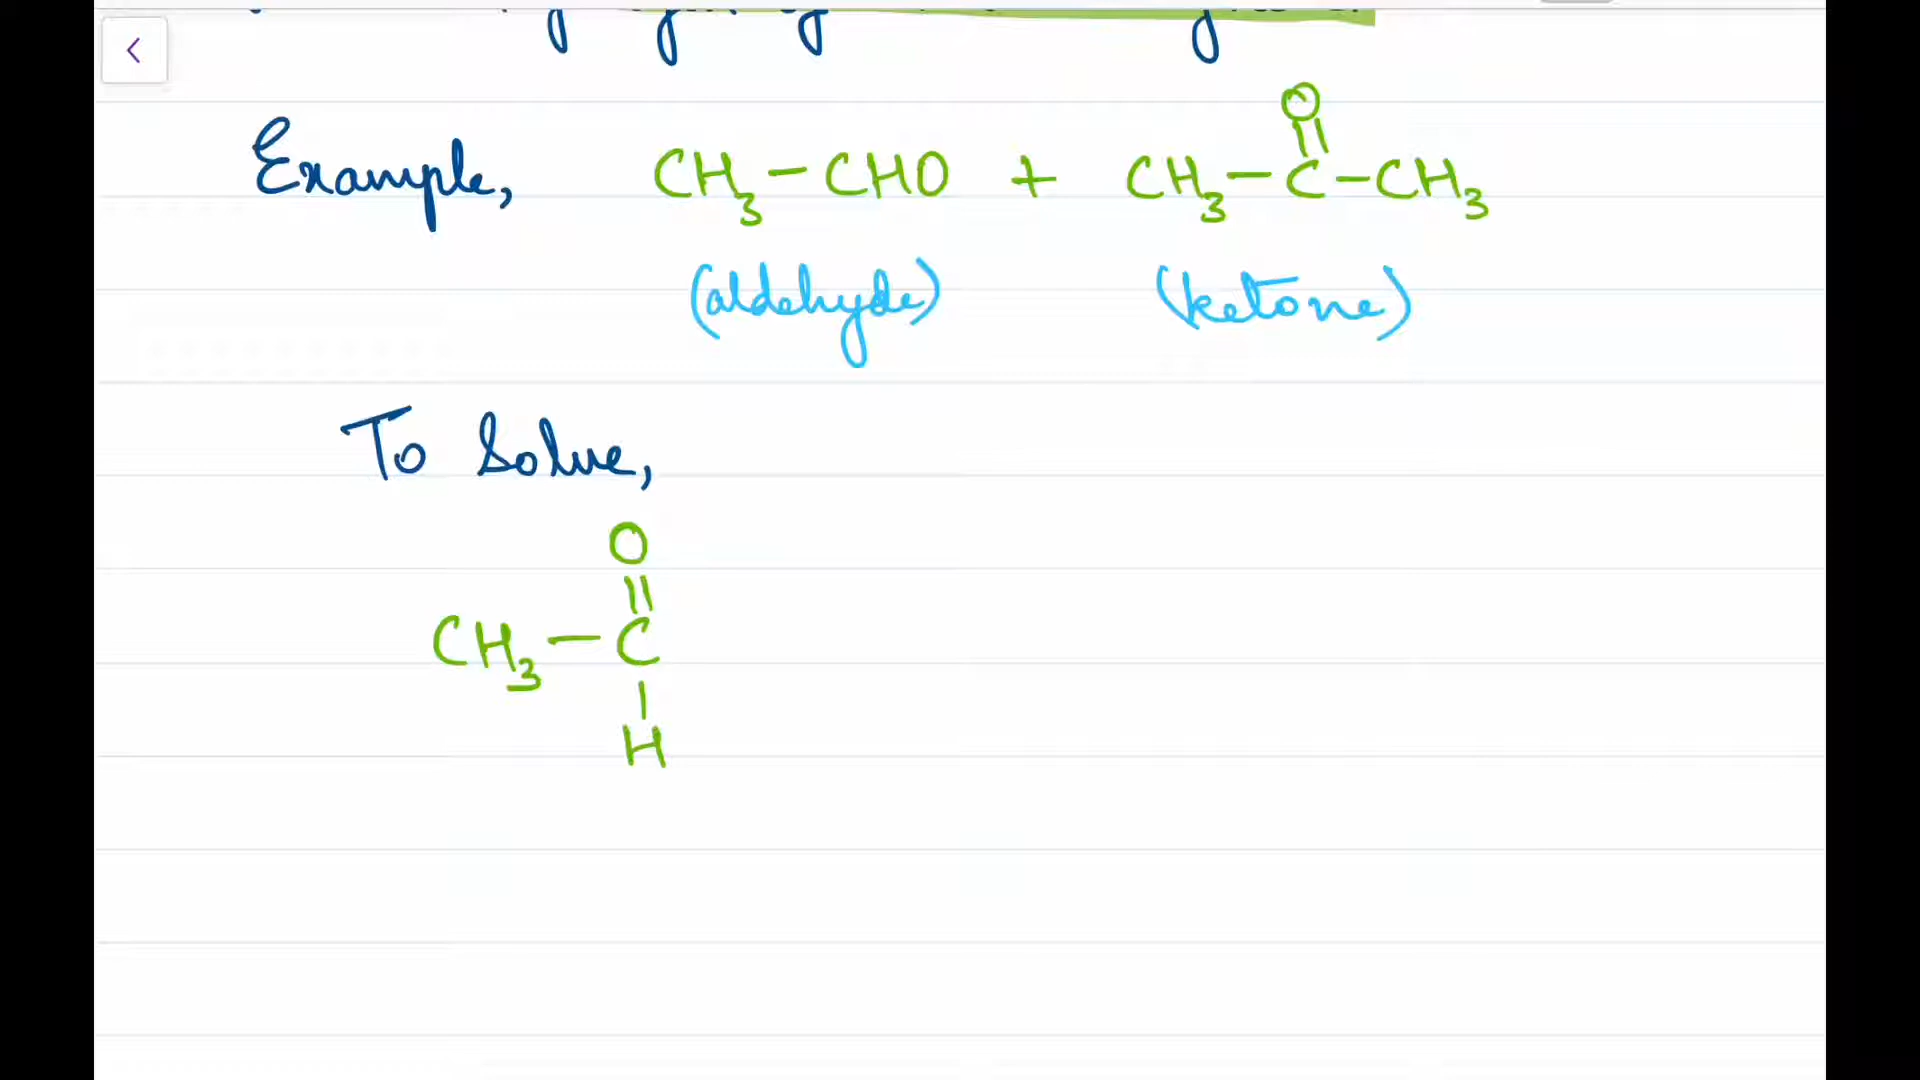 Example, CH3-CHO + CH3-C-CH3
O
(aldehyde) (ketone)
To Solve,
O
CH3-C
H